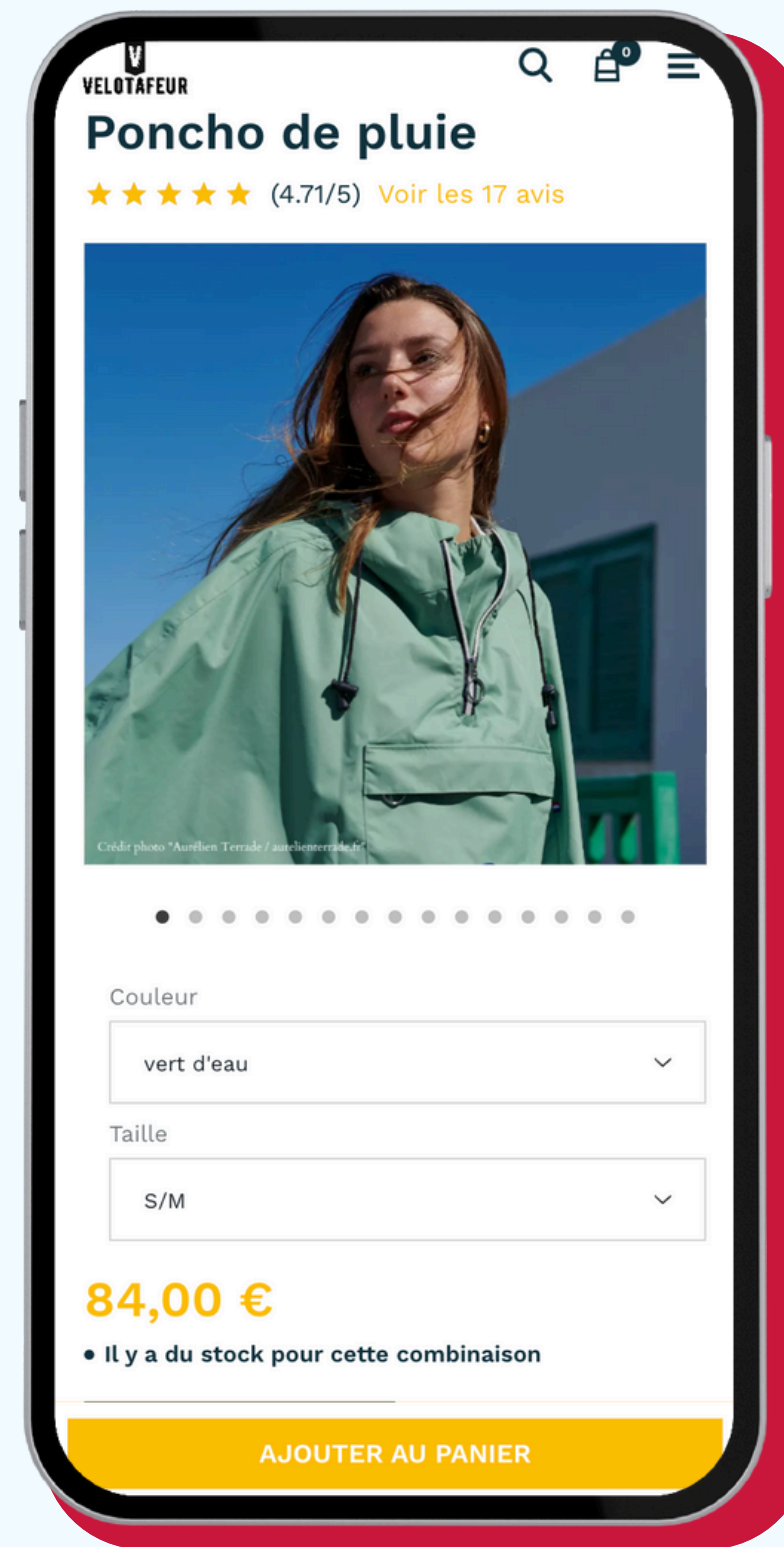 V
VELOTAFEUR
0
Poncho de pluie
(4.71/5) Voir les 17 avis
Crédit photo "Aurélien Terrade / aurelienterrade.fr"
Couleur
vert d'eau
Taille
S/M
84,00 €
• Il y a du stock pour cette combinaison
AJOUTER AU PANIER